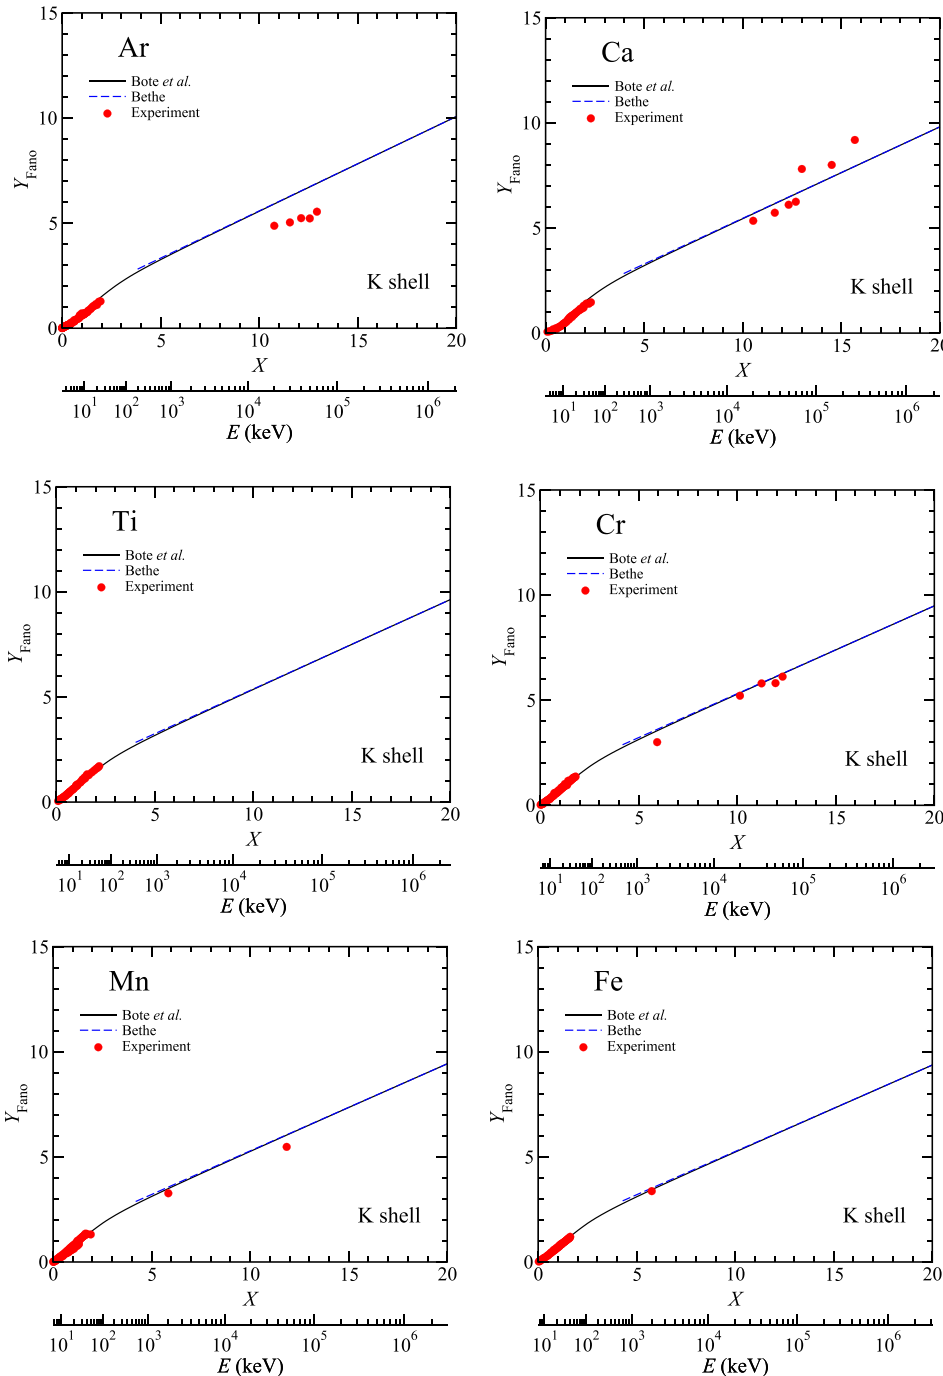 15
Ar
Bote et al.
Bethe
Experiment
10
Y_Fano
5
K shell
0
0 5 10 15 20
X
10^1 10^2 10^3 10^4 10^5 10^6
E (keV)
15
Ca
Bote et al.
Bethe
Experiment
10
Y_Fano
5
K shell
0
0 5 10 15 20
X
10^1 10^2 10^3 10^4 10^5 10^6
E (keV)
15
Ti
Bote et al.
Bethe
Experiment
10
Y_Fano
5
K shell
0
0 5 10 15 20
X
10^1 10^2 10^3 10^4 10^5 10^6
E (keV)
15
Cr
Bote et al.
Bethe
Experiment
10
Y_Fano
5
K shell
0
0 5 10 15 20
X
10^1 10^2 10^3 10^4 10^5 10^6
E (keV)
15
Mn
Bote et al.
Bethe
Experiment
10
Y_Fano
5
K shell
0
0 5 10 15 20
X
10^1 10^2 10^3 10^4 10^5 10^6
E (keV)
15
Fe
Bote et al.
Bethe
Experiment
10
Y_Fano
5
K shell
0
0 5 10 15 20
X
10^1 10^2 10^3 10^4 10^5 10^6
E (keV)